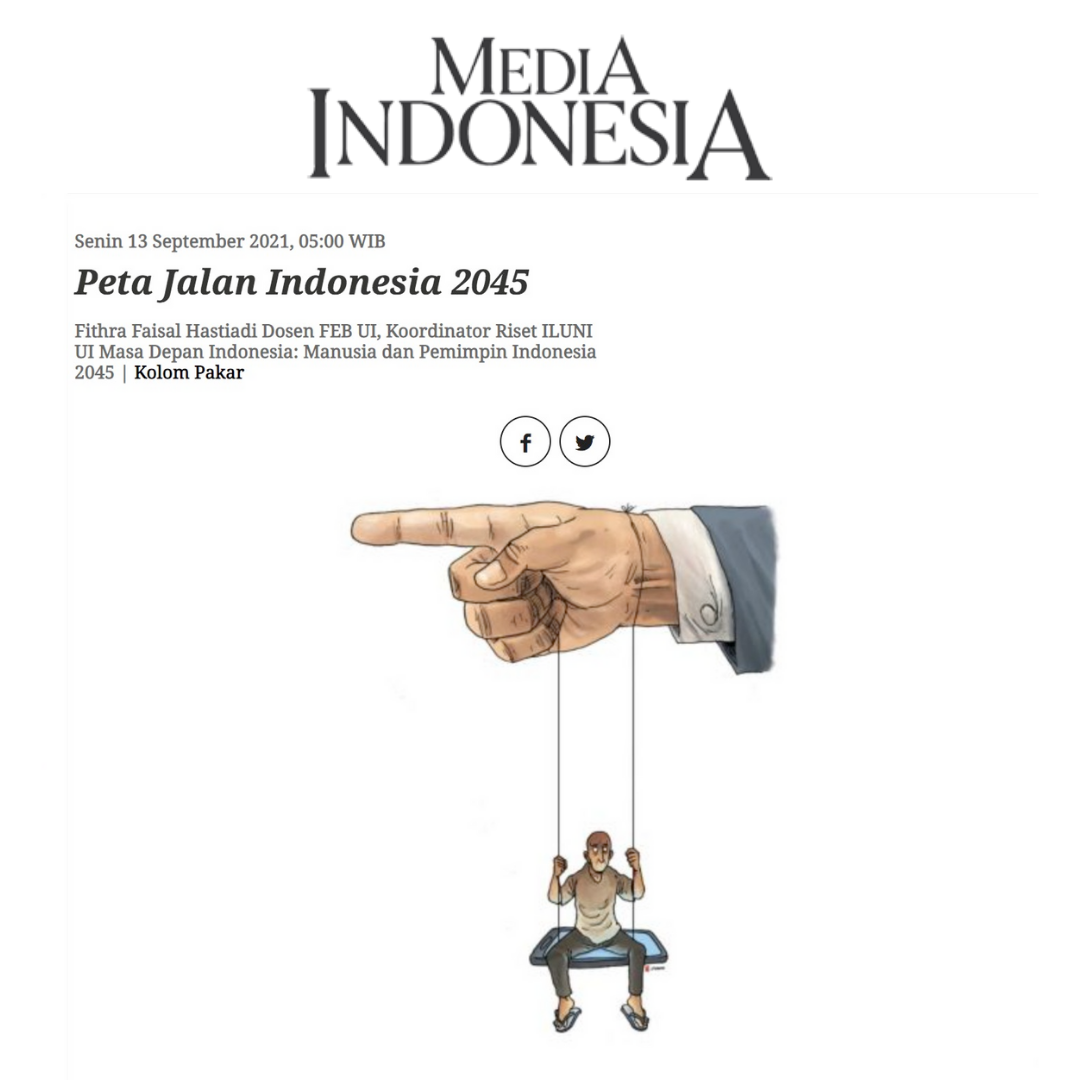 MEDIA
INDONESIA
Senin 13 September 2021, 05:00 WIB
Peta Jalan Indonesia 2045
Fithra Faisal Hastiadi Dosen FEB UI, Koordinator Riset ILUNI
UI Masa Depan Indonesia: Manusia dan Pemimpin Indonesia
2045 | Kolom Pakar